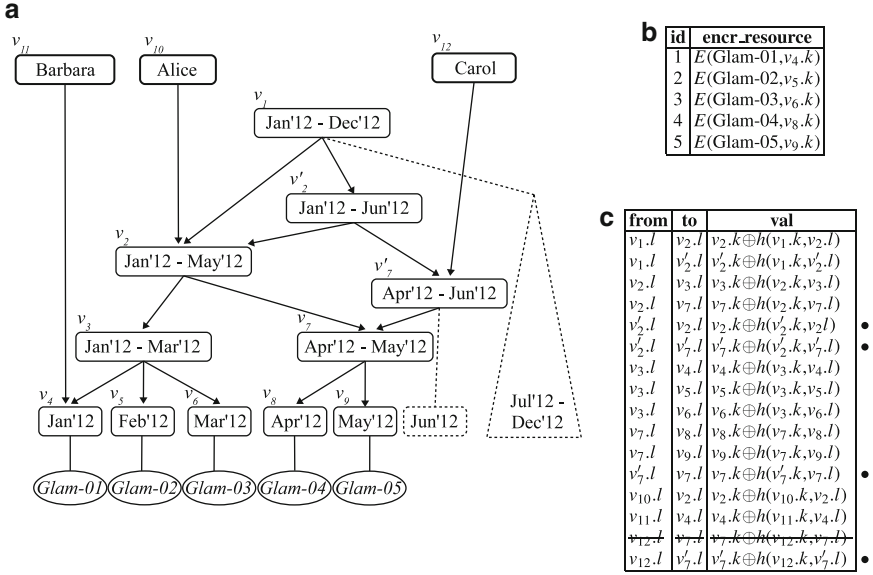 a
v₁₁
v₁₀
v₁₂
Barbara
Alice
Carol
v₁
Jan'12 - Dec'12
v'₂
Jan'12 - Jun'12
v₂
Jan'12 - May'12
v'₇
Apr'12 - Jun'12
v₃
Jan'12 - Mar'12
v₇
Apr'12 - May'12
v₄
v₅
v₆
v₈
v₉
Jan'12
Feb'12
Mar'12
Apr'12
May'12
Jun'12
Jul'12 -
Dec'12
Glam-01
Glam-02
Glam-03
Glam-04
Glam-05
b
id encr_resource
1 E(Glam-01,v₄.k)
2 E(Glam-02,v₅.k)
3 E(Glam-03,v₆.k)
4 E(Glam-04,v₈.k)
5 E(Glam-05,v₉.k)
c
from to val
v₁.l v₂.l v₂.k⊕h(v₁.k,v₂.l)
v₁.l v'₂.l v'₂.k⊕h(v₁.k,v'₂.l)
v₂.l v₃.l v₃.k⊕h(v₂.k,v₃.l)
v₂.l v₇.l v₇.k⊕h(v₂.k,v₇.l)
v'₂.l v₂.l v₂.k⊕h(v'₂.k,v₂l) •
v'₂.l v'₇.l v'₇.k⊕h(v'₂.k,v'₇.l) •
v₃.l v₄.l v₄.k⊕h(v₃.k,v₄.l)
v₃.l v₅.l v₅.k⊕h(v₃.k,v₅.l)
v₃.l v₆.l v₆.k⊕h(v₃.k,v₆.l)
v₇.l v₈.l v₈.k⊕h(v₇.k,v₈.l)
v₇.l v₉.l v₉.k⊕h(v₇.k,v₉.l)
v'₇.l v₇.l v₇.k⊕h(v'₇.k,v₇.l) •
v₁₀.l v₂.l v₂.k⊕h(v₁₀.k,v₂.l)
v₁₁.l v₄.l v₄.k⊕h(v₁₁.k,v₄.l)
v₁₂.l v₇.l v₇.k⊕h(v₁₂.k,v₇.l)
v₁₂.l v'₇.l v'₇.k⊕h(v₁₂.k,v'₇.l) •